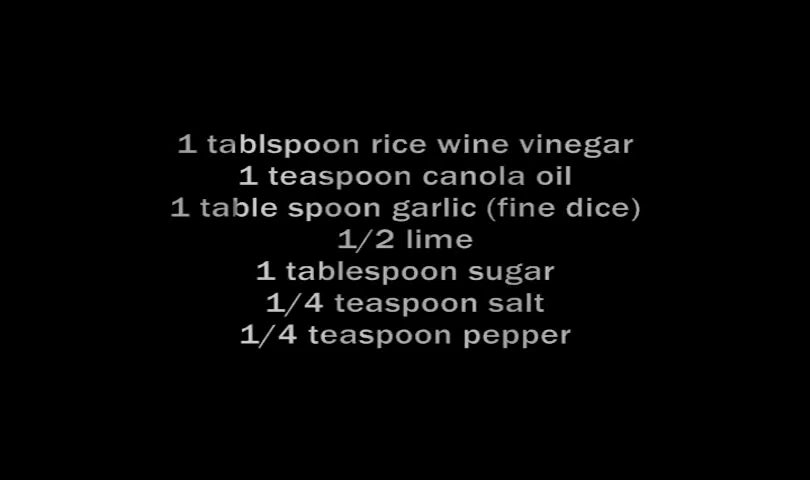 1 tablspoon rice wine vinegar
1 teaspoon canola oil
1 table spoon garlic (fine dice)
1/2 lime
1 tablespoon sugar
1/4 teaspoon salt
1/4 teaspoon pepper